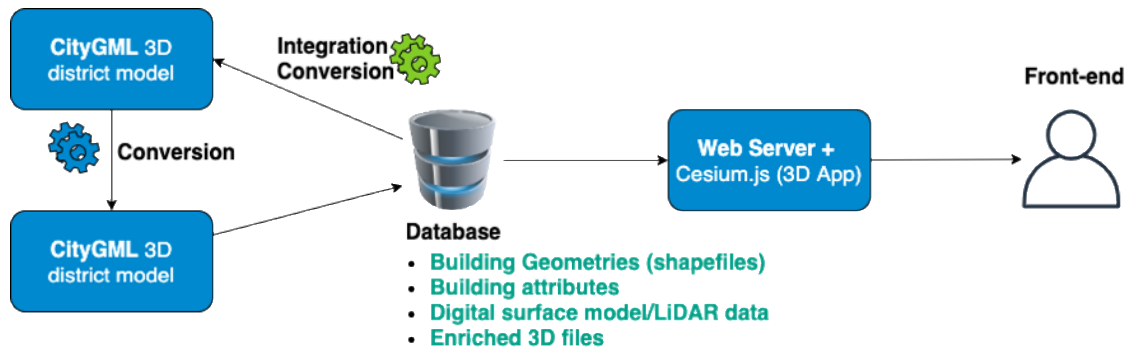 CityGML 3D
district model
Integration
Conversion
Conversion
CityGML 3D
district model
Database
• Building Geometries (shapefiles)
• Building attributes
• Digital surface model/LiDAR data
• Enriched 3D files
Web Server +
Cesium.js (3D App)
Front-end